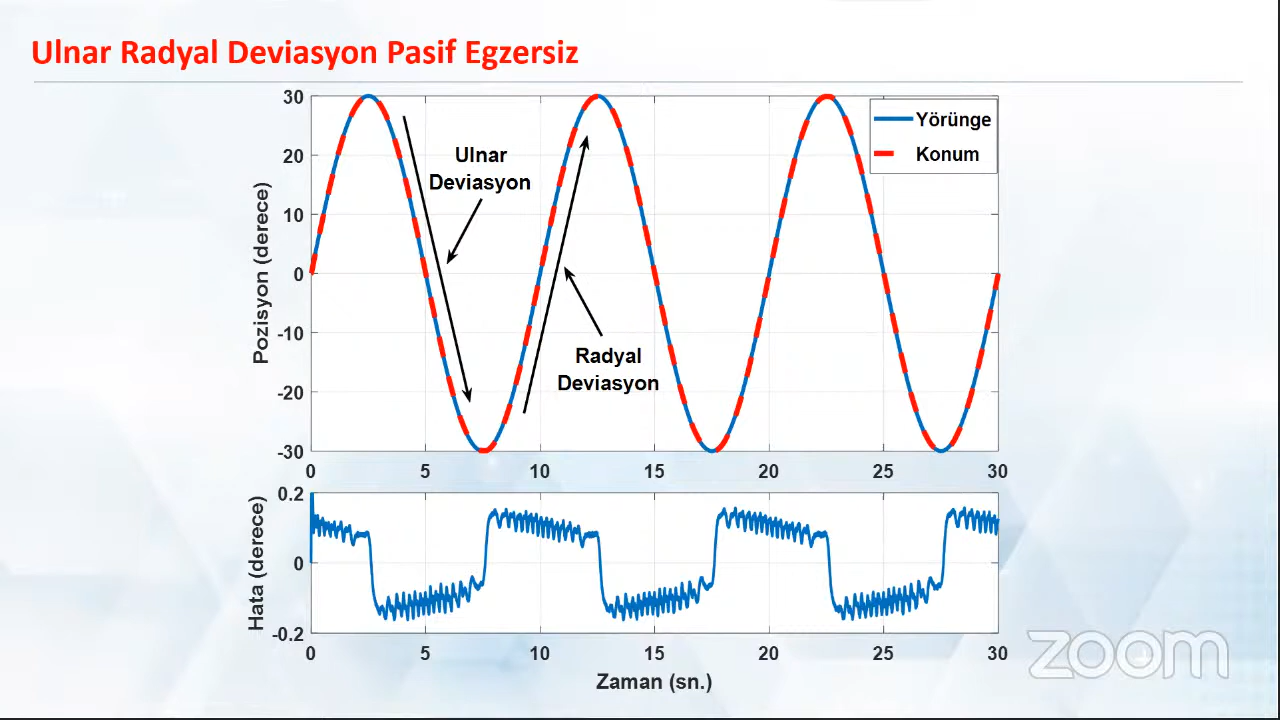 Ulnar Radyal Deviasyon Pasif Egzersiz
30
20
10
0
-10
-20
-30
Pozisyon (derece)
Yörünge
Konum
Ulnar
Deviasyon
Radyal
Deviasyon
0 5 10 15 20 25 30
0.2
0
-0.2
Hata (derece)
0 5 10 15 20 25 30
Zaman (sn.)
zoom